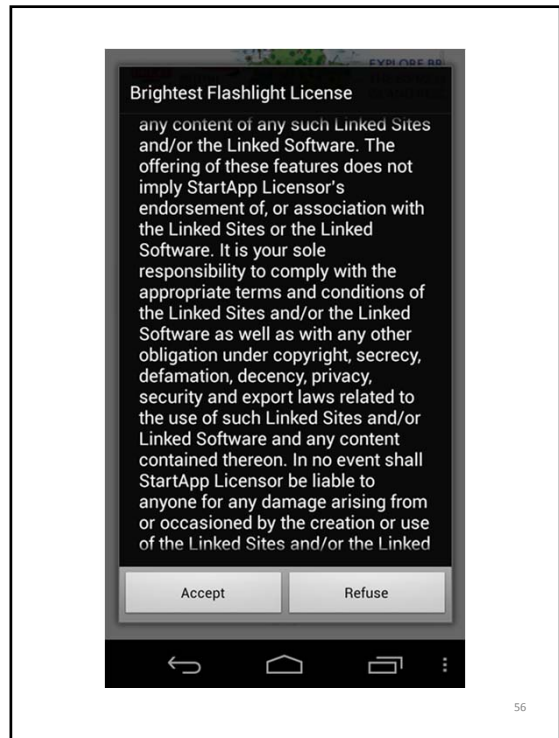 EXPLORE BR
Brightest Flashlight License
any content of any such Linked Sites
and/or the Linked Software. The
offering of these features does not
imply StartApp Licensor's
endorsement of, or association with
the Linked Sites or the Linked
Software. It is your sole
responsibility to comply with the
appropriate terms and conditions of
the Linked Sites and/or the Linked
Software as well as with any other
obligation under copyright, secrecy,
defamation, decency, privacy,
security and export laws related to
the use of such Linked Sites and/or
Linked Software and any content
contained thereon. In no event shall
StartApp Licensor be liable to
anyone for any damage arising from
or occasioned by the creation or use
of the Linked Sites and/or the Linked
Accept Refuse
56